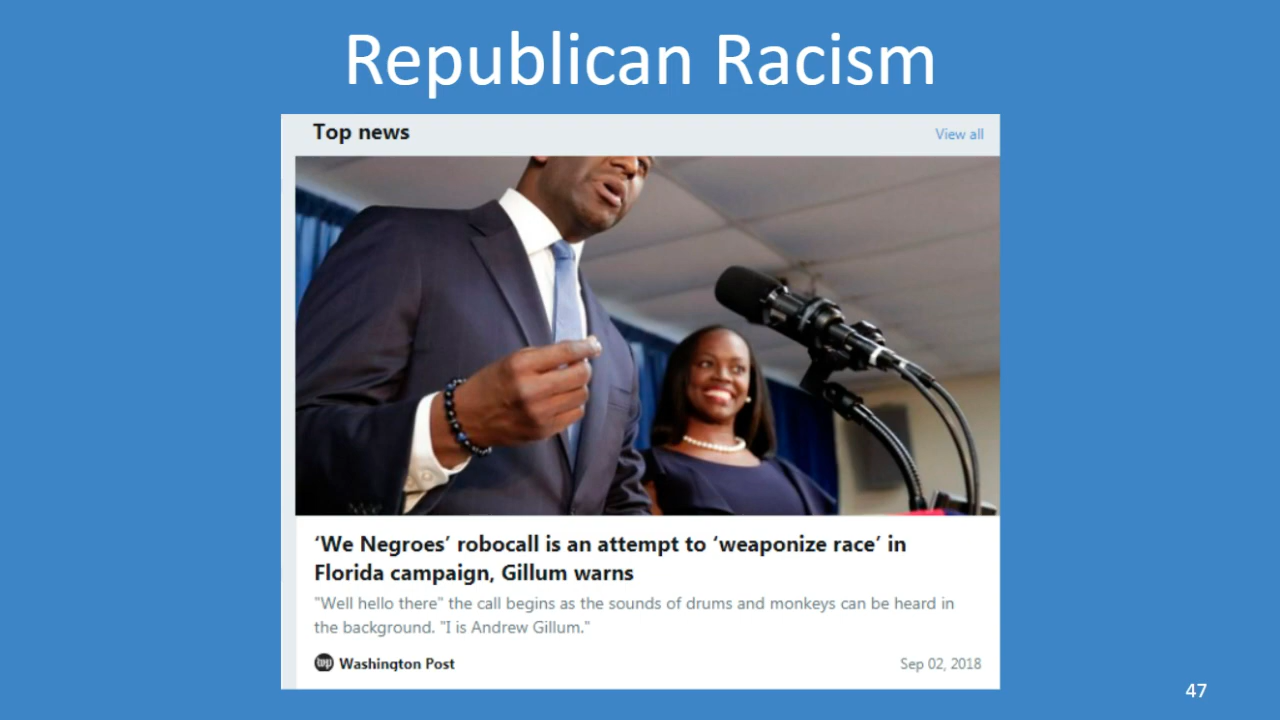 Republican Racism
Top news
View all
‘We Negroes’ robocall is an attempt to ‘weaponize race’ in
Florida campaign, Gillum warns
"Well hello there" the call begins as the sounds of drums and monkeys can be heard in
the background. "I is Andrew Gillum."
wp Washington Post
Sep 02, 2018
47